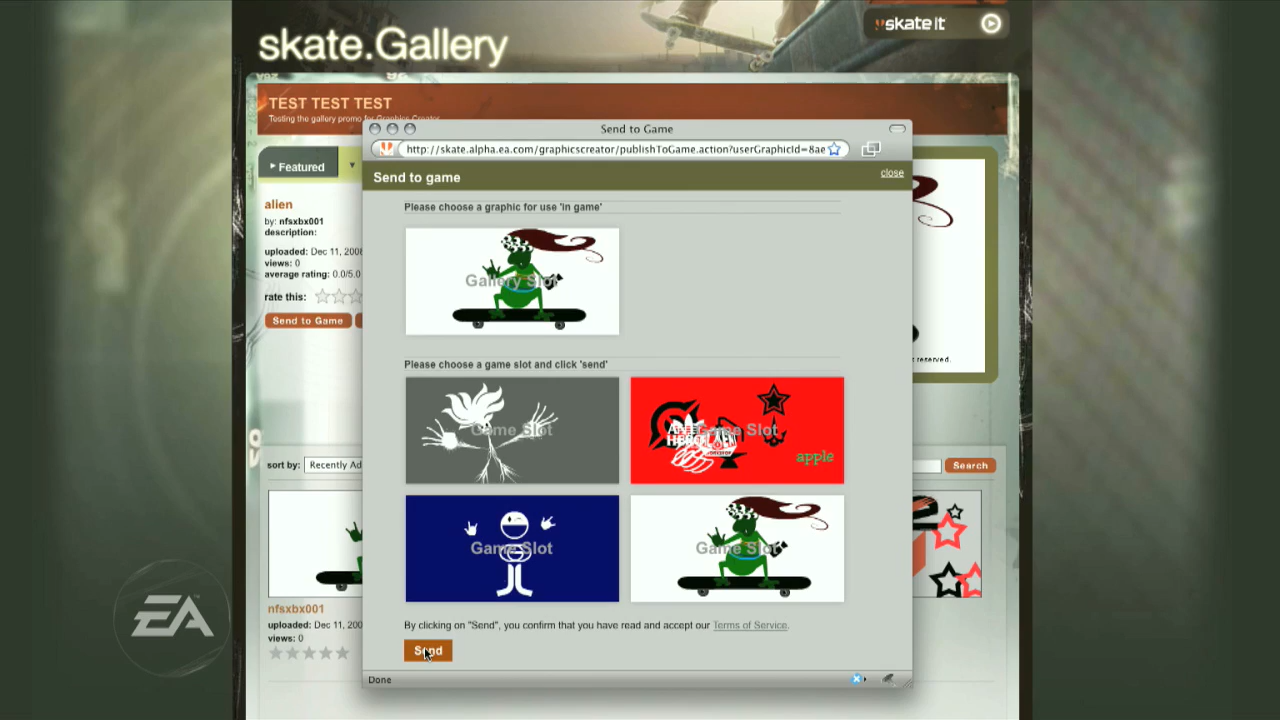 skate it
skate.Gallery
TEST TEST TEST
Testing the gallery promo for Graphics Creator
Send to Game
http://skate.alpha.ea.com/graphicscreator/publishToGame.action?userGraphicId=8ae
Send to game
close
Featured
Please choose a graphic for use 'in game'
alien
by: nfsxbx001
description:
uploaded: Dec 11, 2008
views: 0
average rating: 0.0/5.0
rate this:
Send to Game
Gallery Slot
reserved.
Please choose a game slot and click 'send'
Game Slot
Game Slot
apple
sort by: Recently Ad
Search
Game Slot
Game Slot
nfsxbx001
uploaded: Dec 11, 200
views: 0
By clicking on "Send", you confirm that you have read and accept our Terms of Service.
Send
Done
EA